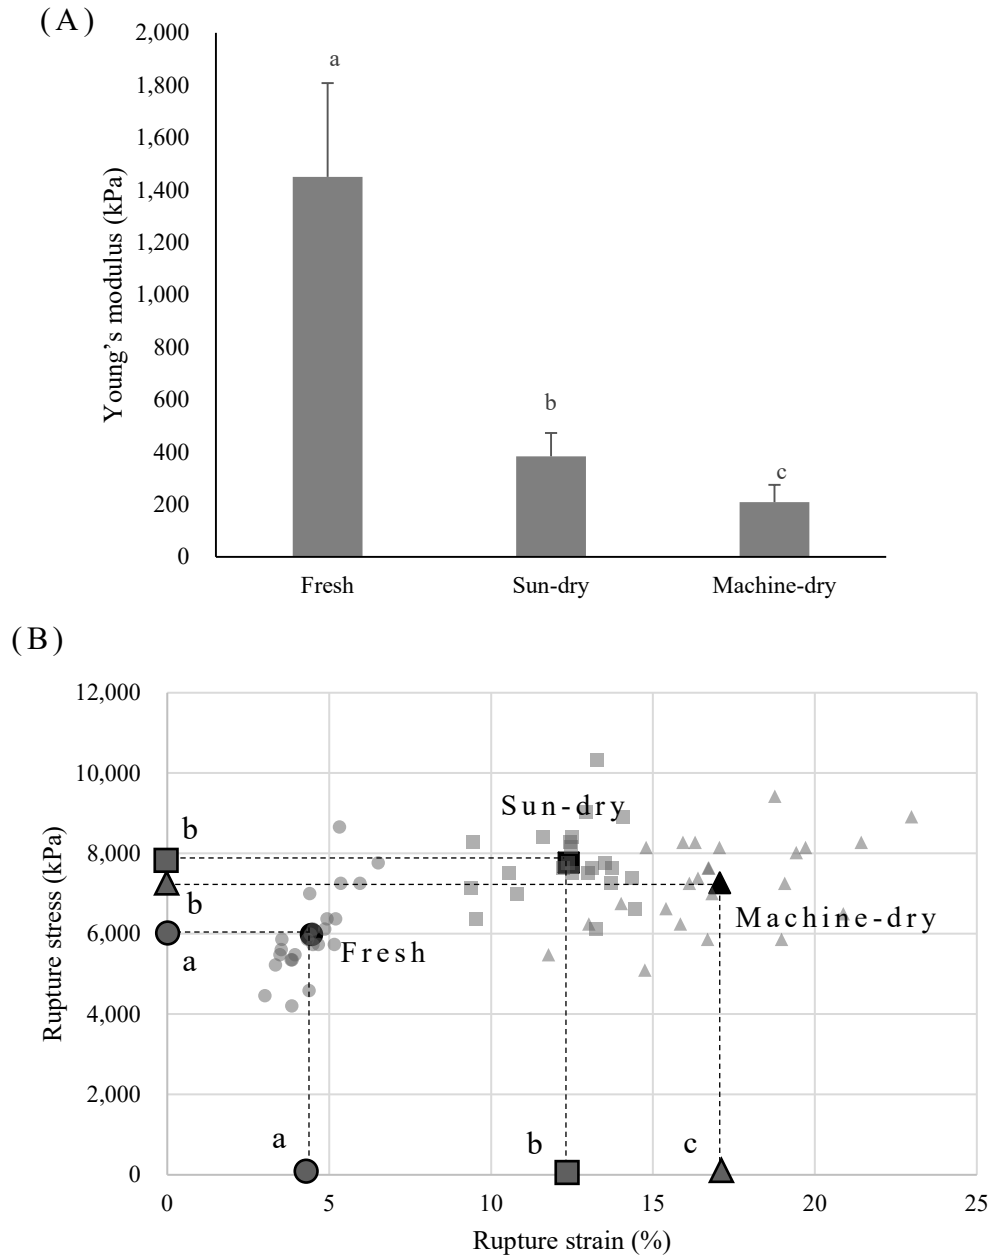 (A)
2,000
1,800
1,600
1,400
1,200
1,000
800
600
400
200
0
Young's modulus (kPa)
a
b
c
Fresh
Sun-dry
Machine-dry
(B)
12,000
10,000
8,000
6,000
4,000
2,000
0
Rupture stress (kPa)
b
b
a
Sun-dry
Machine-dry
Fresh
a
b
c
0
5
10
15
20
25
Rupture strain (%)